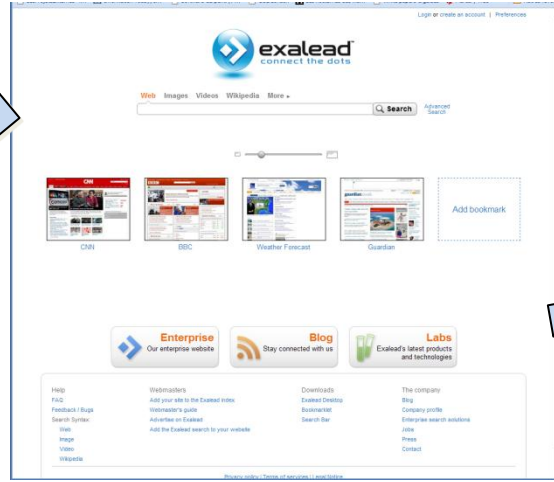 Login or create an account | Preferences
exalead
connect the dots
Web Images Videos Wikipedia More
Search
Advanced Search
CNN
BBC
Weather Forecast
Guardian
Add bookmark
Enterprise
Our enterprise website
Blog
Stay connected with us
Labs
Exalead's latest products
and technologies
Help
FAQ
Feedback / Bugs
Search Syntax
Web
Image
Video
Wikipedia
Webmasters
Add your site to the Exalead index
Webmaster's guide
Advertise on Exalead
Add the Exalead search to your website
Downloads
Exalead Desktop
Bookmarklet
Search Bar
The company
Blog
Company profile
Enterprise search solutions
Jobs
Press
Contact
Privacy policy | Terms of services | Legal Notice